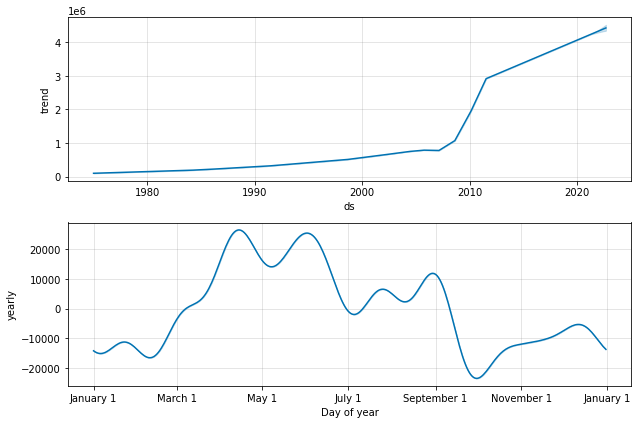 1e6
4
3
2
1
0
trend
1980
1990
2000
2010
2020
ds
20000
10000
0
−10000
−20000
yearly
January 1
March 1
May 1
July 1
September 1
November 1
January 1
Day of year